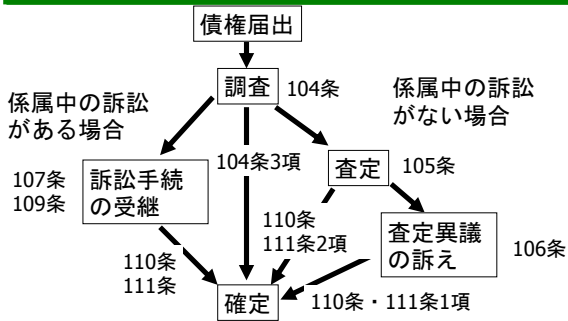 債権届出
調査
104条
係属中の訴訟
がある場合
係属中の訴訟
がない場合
104条3項
査定
105条
107条
109条
訴訟手続
の受継
110条
111条2項
査定異議
の訴え
106条
110条
111条
確定
110条・111条1項